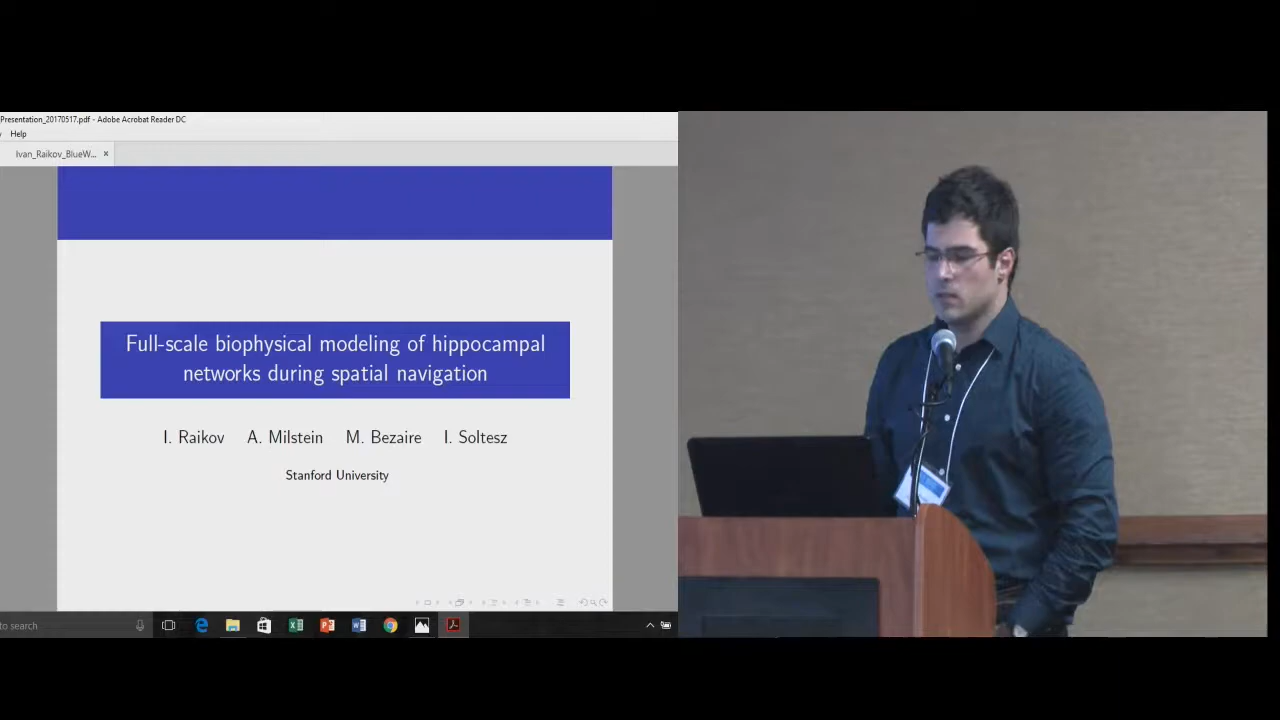 Presentation_20170517.pdf - Adobe Acrobat Reader DC
Help
Ivan_Raikov_BlueW... ×
Full-scale biophysical modeling of hippocampal
networks during spatial navigation
I. Raikov A. Milstein M. Bezaire I. Soltesz
Stanford University
to search